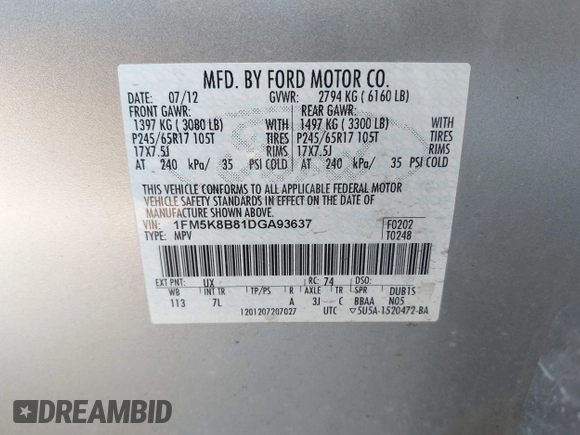 MFD. BY FORD MOTOR CO.
DATE: 07/12 GVWR: 2794 KG ( 6160 LB)
FRONT GAWR: REAR GAWR:
1397 KG ( 3080 LB) WITH 1497 KG ( 3300 LB) WITH
P245/65R17 105T TIRES P245/65R17 105T TIRES
17X7.5J RIMS 17X7.5J RIMS
AT 240 kPa/ 35 PSI COLD AT 240 kPa/ 35 PSI COLD
THIS VEHICLE CONFORMS TO ALL APPLICABLE FEDERAL MOTOR
VEHICLE SAFETY STANDARDS IN EFFECT ON THE DATE OF
MANUFACTURE SHOWN ABOVE.
VIN: 1FM5K8B81DGA93637 F0202
TYPE: MPV T0248
EXT PNT: UX RC: 74 DSO:
WB INT TR TP/PS R AXLE TR SPR DUB1S
113 7L A 3J C BBAA N05
1201207207027 UTC ▽5U5A-1520472-BA
DREAMBID